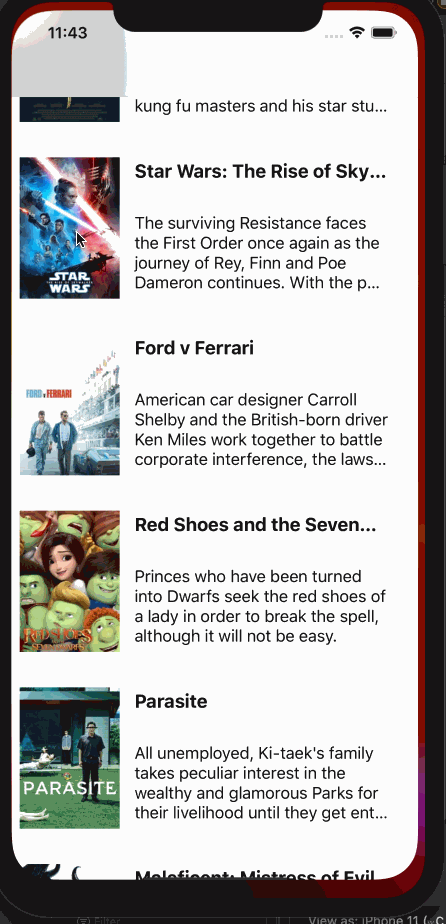 11:43
kung fu masters and his star stu...
Star Wars: The Rise of Sky...
The surviving Resistance faces
the First Order once again as the
journey of Rey, Finn and Poe
Dameron continues. With the p...
STAR
WARS
Ford v Ferrari
American car designer Carroll
Shelby and the British-born driver
Ken Miles work together to battle
corporate interference, the laws...
FORD v FERRARI
Red Shoes and the Seven...
Princes who have been turned
into Dwarfs seek the red shoes of
a lady in order to break the spell,
although it will not be easy.
RED SHOES
Parasite
All unemployed, Ki-taek's family
takes peculiar interest in the
wealthy and glamorous Parks for
their livelihood until they get ent...
PARASITE
Maleficent: Mistress of Evil
Filter
View as: iPhone 11 (